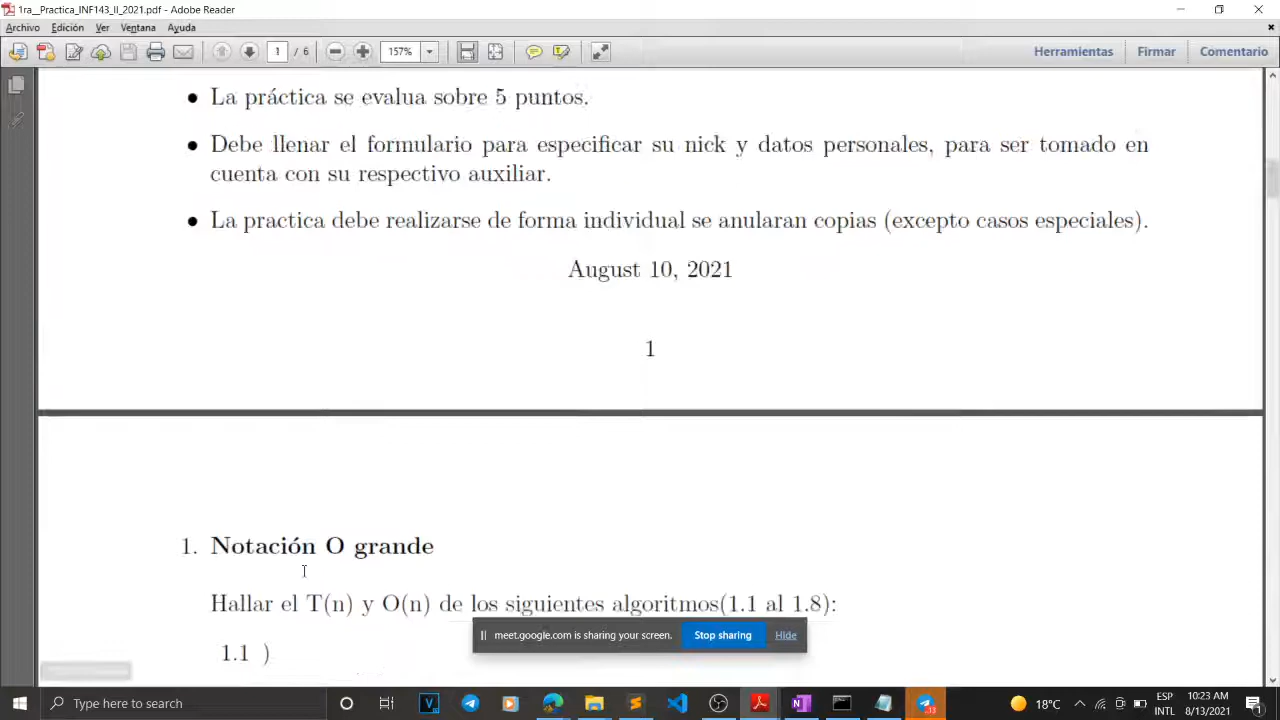 1ra__Practica_INF143_II_2021.pdf - Adobe Reader
Archivo Edición Ver Ventana Ayuda
1 / 6 157% Herramientas Firmar Comentario
● La práctica se evalua sobre 5 puntos.
● Debe llenar el formulario para especificar su nick y datos personales, para ser tomado en
cuenta con su respectivo auxiliar.
● La practica debe realizarse de forma individual se anularan copias (excepto casos especiales).
August 10, 2021
1
1. Notación O grande
Hallar el T(n) y O(n) de los siguientes algoritmos(1.1 al 1.8):
meet.google.com is sharing your screen. Stop sharing Hide
1.1 )
Type here to search
18°C
ESP
INTL
10:23 AM
8/13/2021